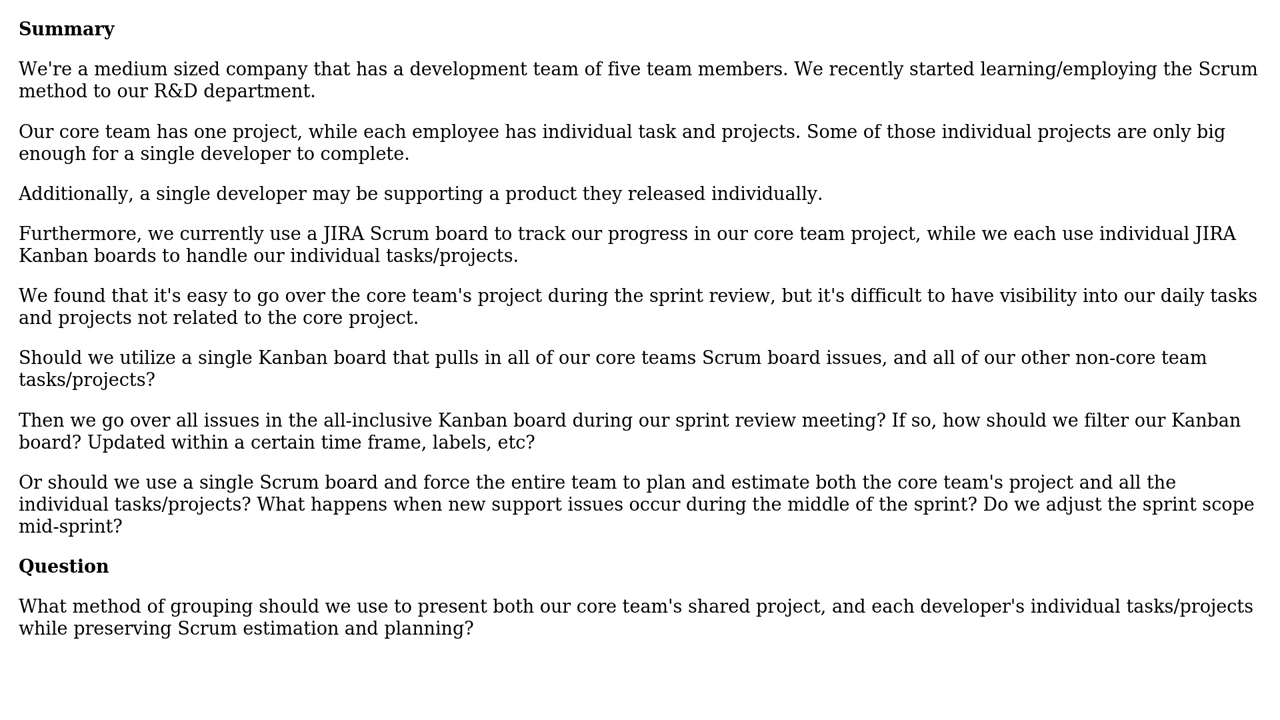 Summary
We're a medium sized company that has a development team of five team members. We recently started learning/employing the Scrum
method to our R&D department.
Our core team has one project, while each employee has individual task and projects. Some of those individual projects are only big
enough for a single developer to complete.
Additionally, a single developer may be supporting a product they released individually.
Furthermore, we currently use a JIRA Scrum board to track our progress in our core team project, while we each use individual JIRA
Kanban boards to handle our individual tasks/projects.
We found that it's easy to go over the core team's project during the sprint review, but it's difficult to have visibility into our daily tasks
and projects not related to the core project.
Should we utilize a single Kanban board that pulls in all of our core teams Scrum board issues, and all of our other non-core team
tasks/projects?
Then we go over all issues in the all-inclusive Kanban board during our sprint review meeting? If so, how should we filter our Kanban
board? Updated within a certain time frame, labels, etc?
Or should we use a single Scrum board and force the entire team to plan and estimate both the core team's project and all the
individual tasks/projects? What happens when new support issues occur during the middle of the sprint? Do we adjust the sprint scope
mid-sprint?
Question
What method of grouping should we use to present both our core team's shared project, and each developer's individual tasks/projects
while preserving Scrum estimation and planning?